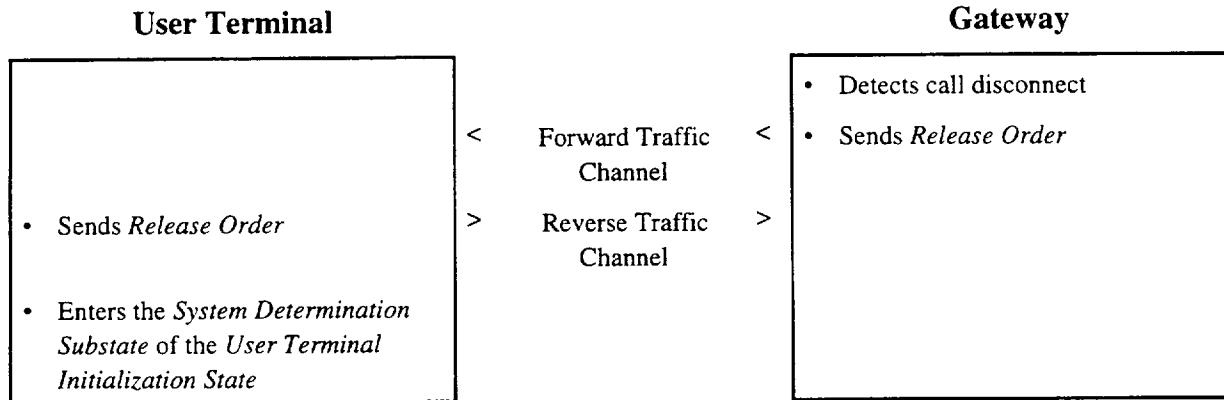 User Terminal
Gateway
• Detects call disconnect
< Forward Traffic Channel <
• Sends Release Order
• Sends Release Order
> Reverse Traffic Channel >
• Enters the System Determination
Substate of the User Terminal
Initialization State